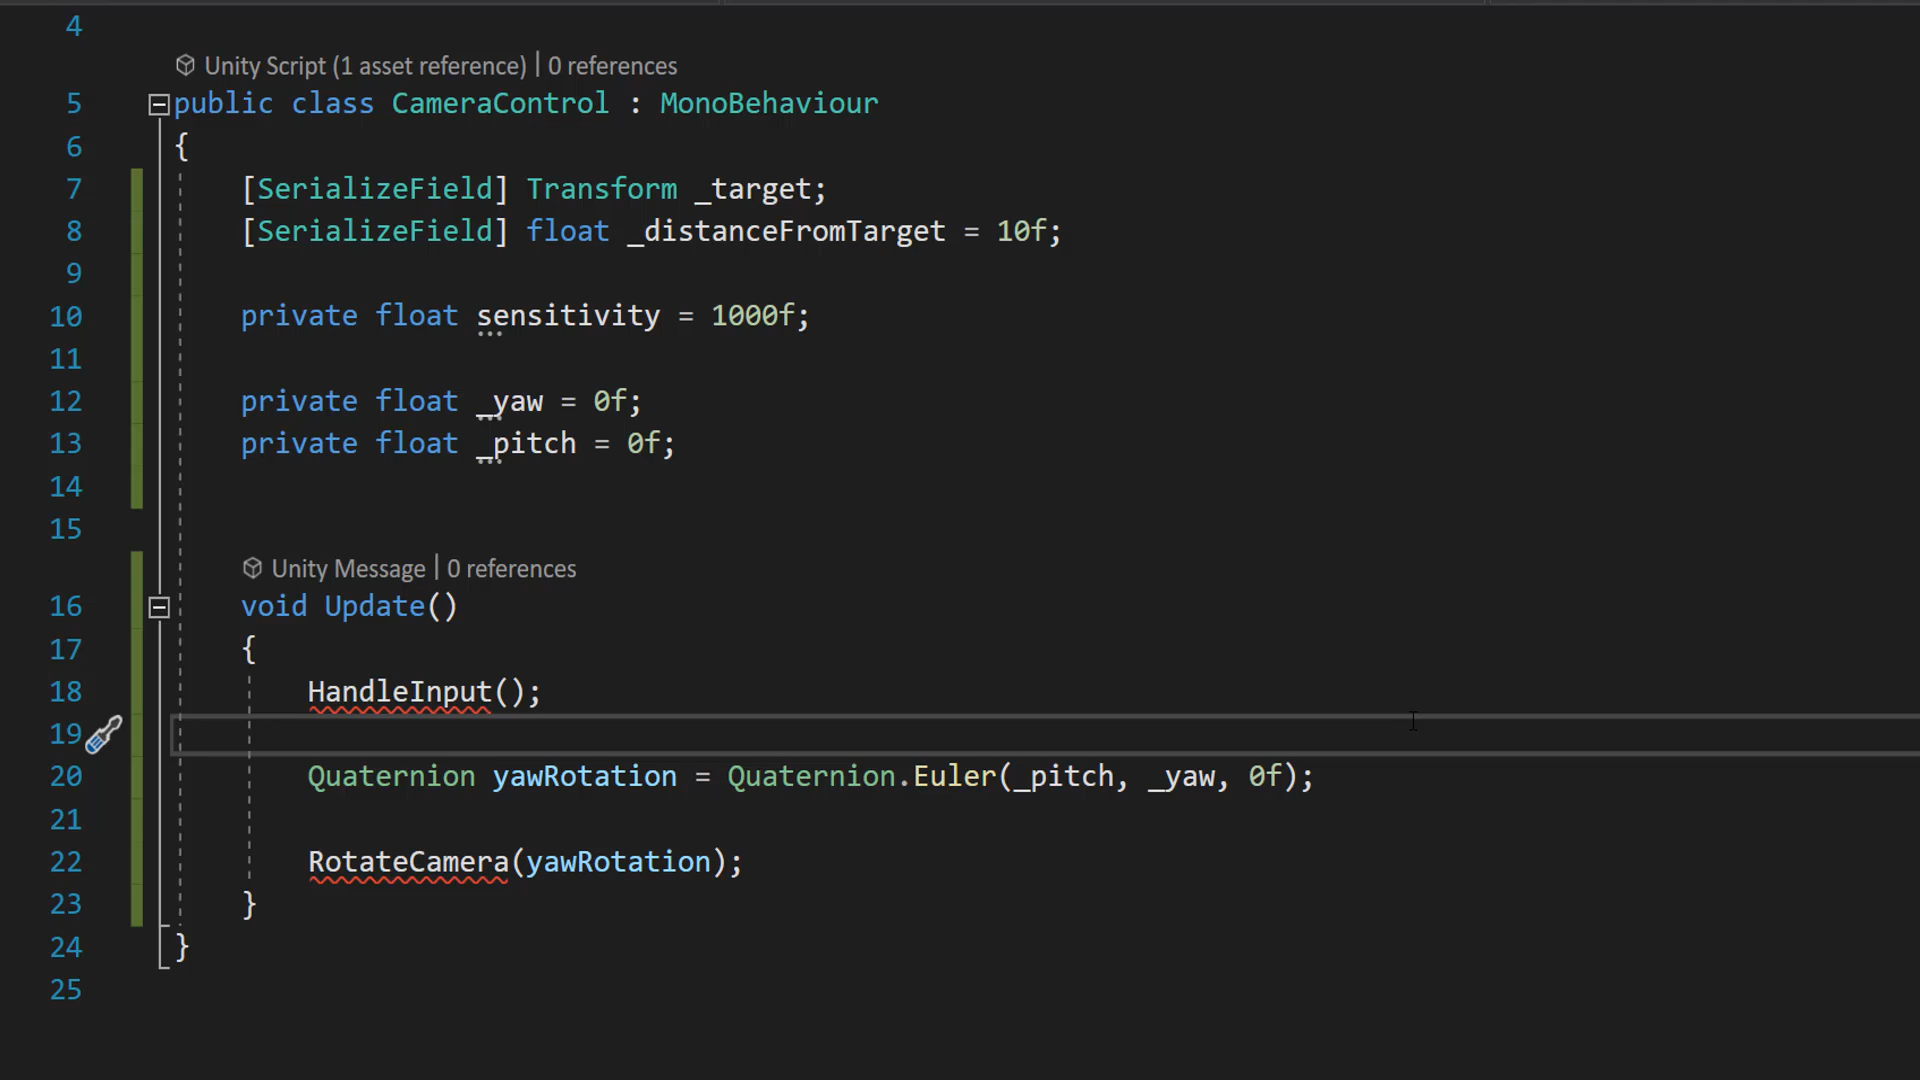 4
Unity Script (1 asset reference) | 0 references
5 public class CameraControl : MonoBehaviour
6 {
7 [SerializeField] Transform _target;
8 [SerializeField] float _distanceFromTarget = 10f;
9
10 private float sensitivity = 1000f;
11
12 private float _yaw = 0f;
13 private float _pitch = 0f;
14
15
Unity Message | 0 references
16 void Update()
17 {
18 HandleInput();
19
20 Quaternion yawRotation = Quaternion.Euler(_pitch, _yaw, 0f);
21
22 RotateCamera(yawRotation);
23 }
24 }
25